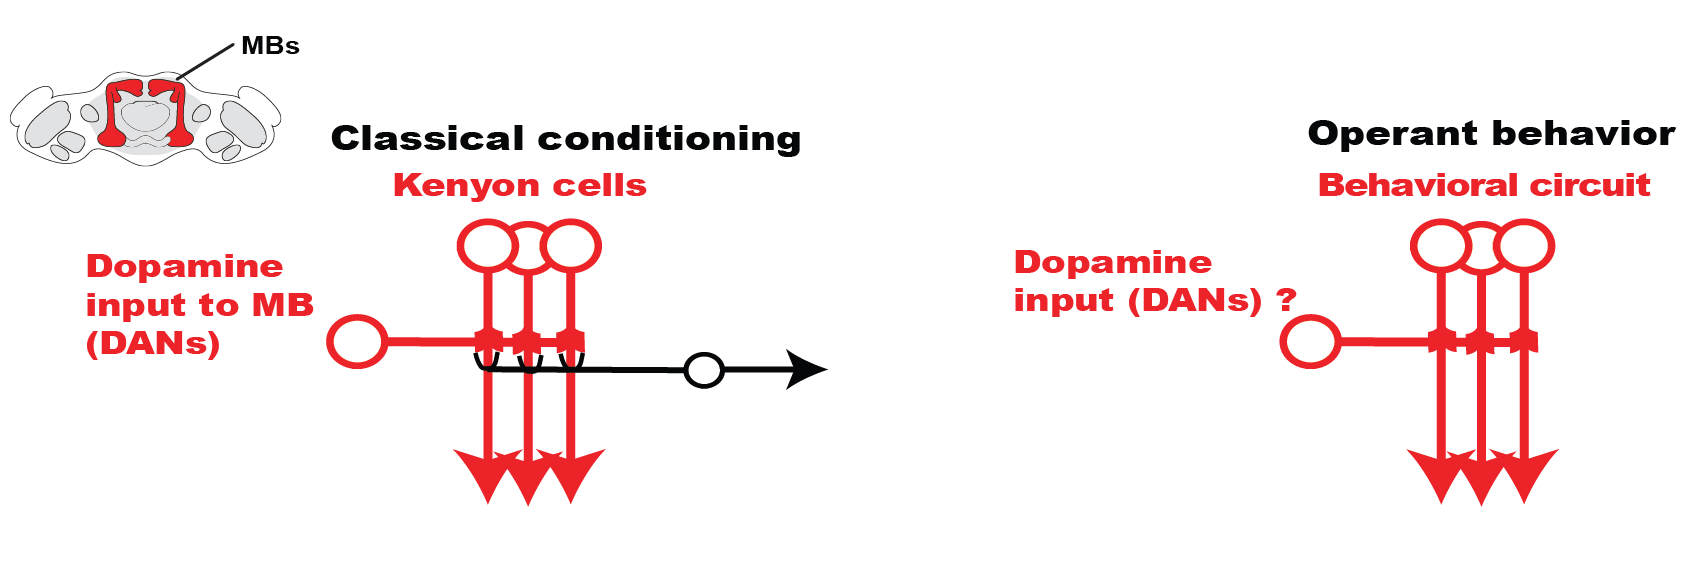 MBs
Classical conditioning
Kenyon cells
Dopamine
input to MB
(DANs)
Operant behavior
Behavioral circuit
Dopamine
input (DANs) ?